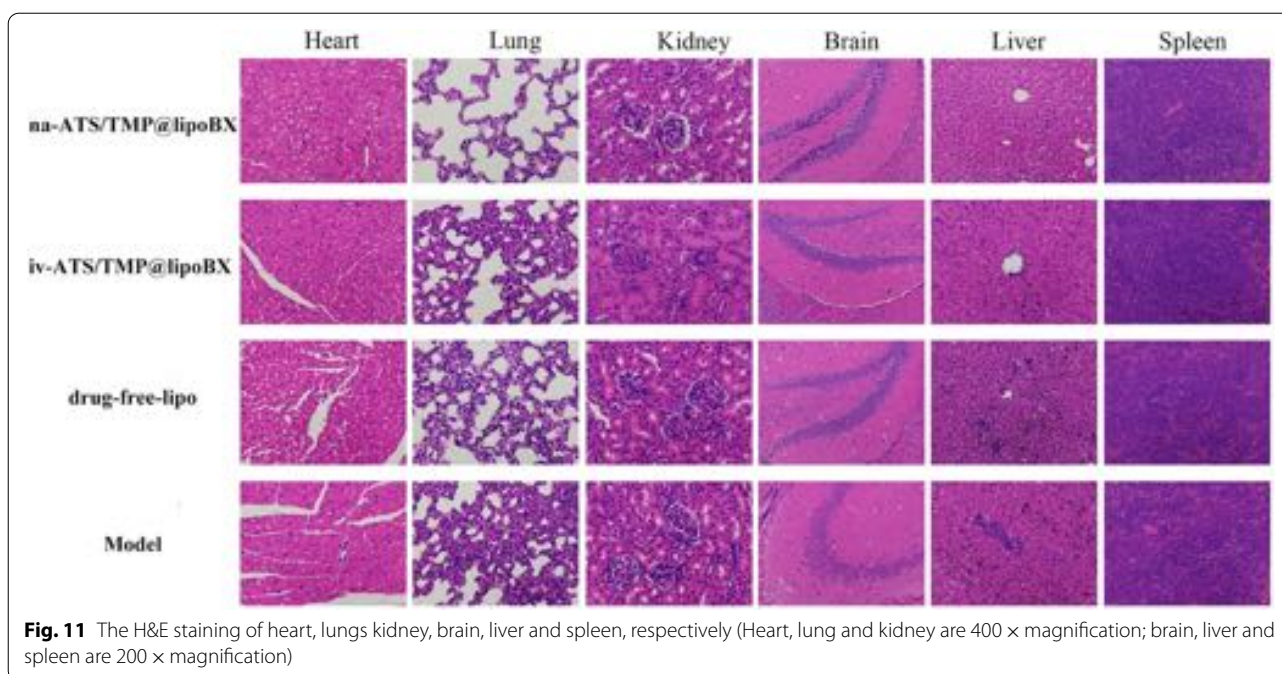 Heart Lung Kidney Brain Liver Spleen
na-ATS/TMP@lipoBX
iv-ATS/TMP@lipoBX
drug-free-lipo
Model
Fig. 11 The H&E staining of heart, lungs kidney, brain, liver and spleen, respectively (Heart, lung and kidney are 400 × magnification; brain, liver and
spleen are 200 × magnification)